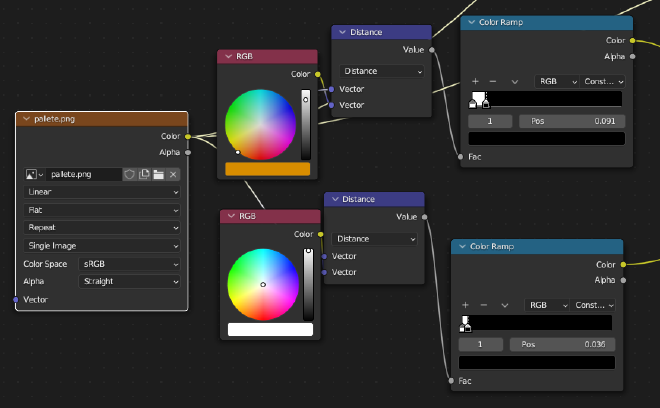 pallete.png
Color
Alpha
pallete.png
Linear
Flat
Repeat
Single Image
Color Space sRGB
Alpha Straight
Vector
RGB
Color
Distance
Value
Distance
Vector
Vector
Color Ramp
Color
Alpha
RGB Const...
1 Pos 0.091
Fac
RGB
Color
Distance
Value
Distance
Vector
Vector
Color Ramp
Color
Alpha
RGB Const...
1 Pos 0.036
Fac